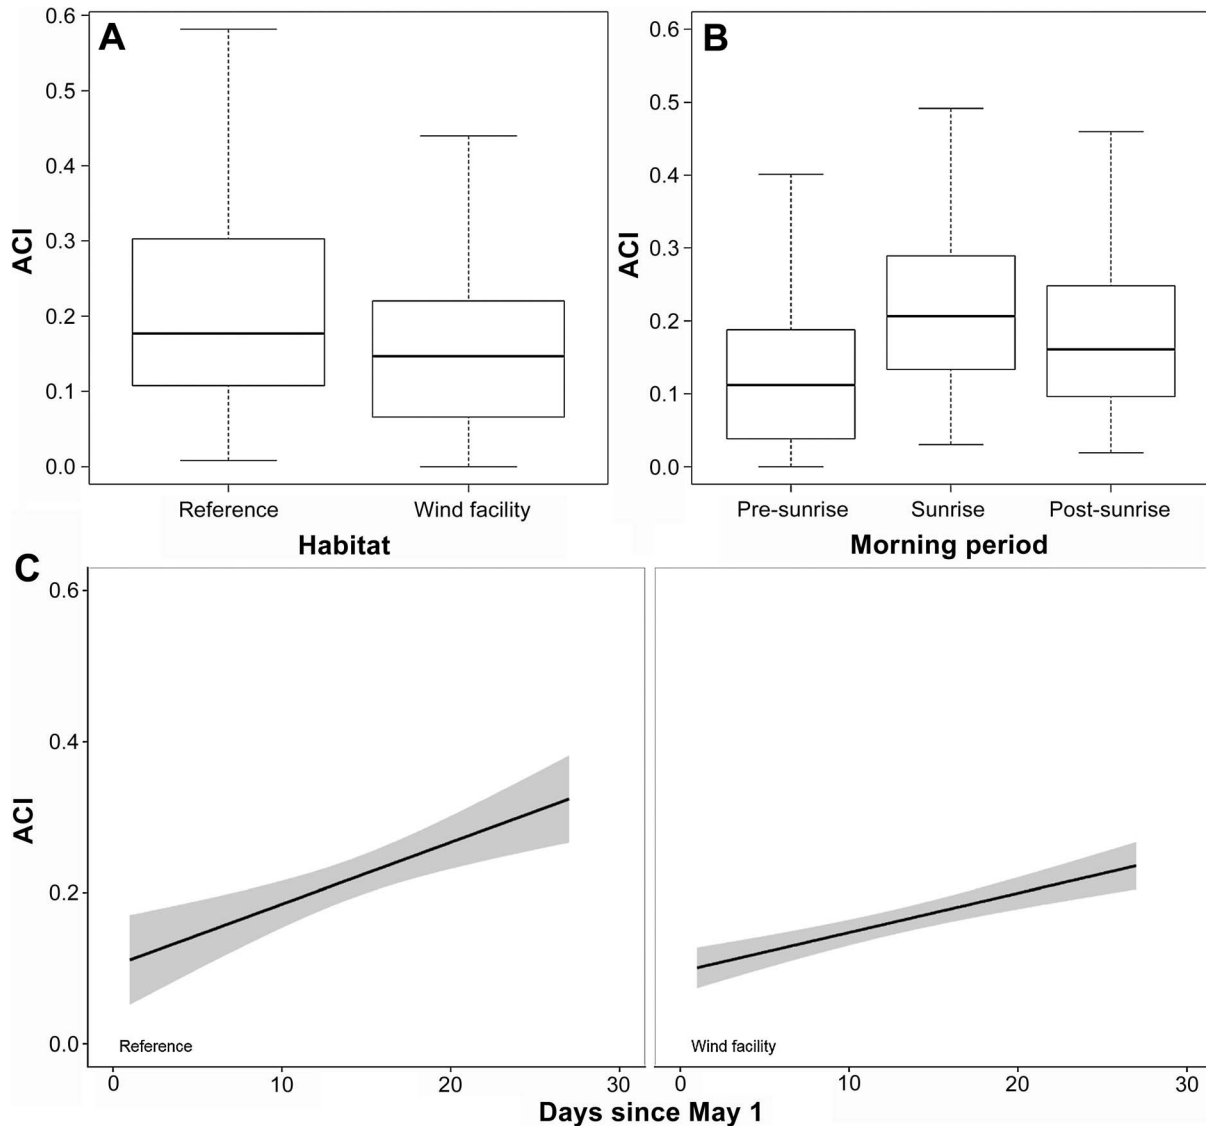 A
0.6
0.5
0.4
0.3
0.2
0.1
0.0
ACI
Reference Wind facility
Habitat
B
0.6
0.5
0.4
0.3
0.2
0.1
0.0
ACI
Pre-sunrise Sunrise Post-sunrise
Morning period
C
0.6
0.4
0.2
0.0
ACI
Reference
Wind facility
0 10 20 30
0 10 20 30
Days since May 1